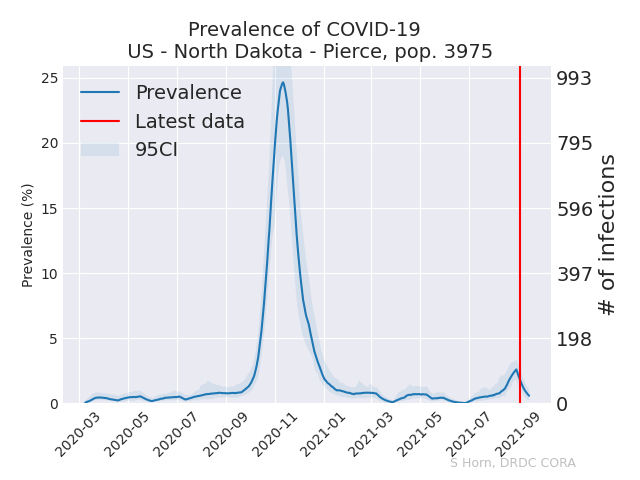 Prevalence of COVID-19
US - North Dakota - Pierce, pop. 3975
Prevalence
Latest data
95CI
Prevalence (%)
25
20
15
10
5
0
993
795
596
397
198
0
# of infections
2020-03
2020-05
2020-07
2020-09
2020-11
2021-01
2021-03
2021-05
2021-07
2021-09
S Horn, DRDC CORA